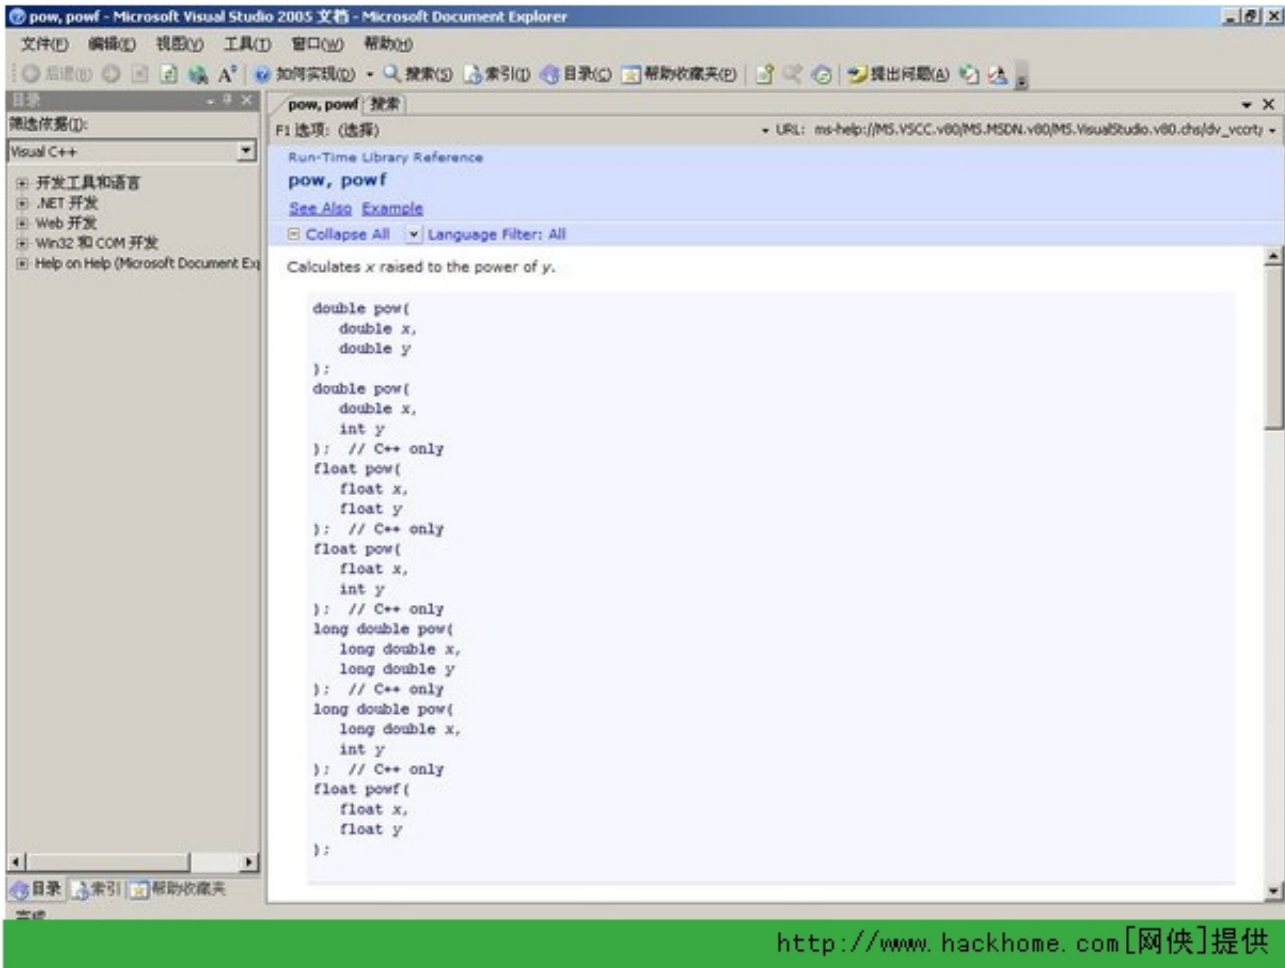 pow, powf - Microsoft Visual Studio 2005 文档 - Microsoft Document Explorer
文件(F) 编辑(E) 视图(V) 工具(T) 窗口(W) 帮助(H)
后退(B) 如何实现(D) 搜索(S) 索引(I) 目录(C) 帮助收藏夹(P) 提出问题(A)
目录
筛选依据(I):
Visual C++
开发工具和语言
.NET 开发
Web 开发
Win32 和 COM 开发
Help on Help (Microsoft Document Exp
pow, powf 搜索
F1 选项: (选择) URL: ms-help://MS.VSCC.v80/MS.MSDN.v80/MS.VisualStudio.v80.chs/dv_vccrt/
Run-Time Library Reference
pow, powf
See Also Example
Collapse All Language Filter: All
Calculates x raised to the power of y.
double pow(
double x,
double y
);
double pow(
double x,
int y
); // C++ only
float pow(
float x,
float y
); // C++ only
float pow(
float x,
int y
); // C++ only
long double pow(
long double x,
long double y
); // C++ only
long double pow(
long double x,
int y
); // C++ only
float powf(
float x,
float y
);
目录 索引 帮助收藏夹
http://www.hackhome.com[网侠]提供